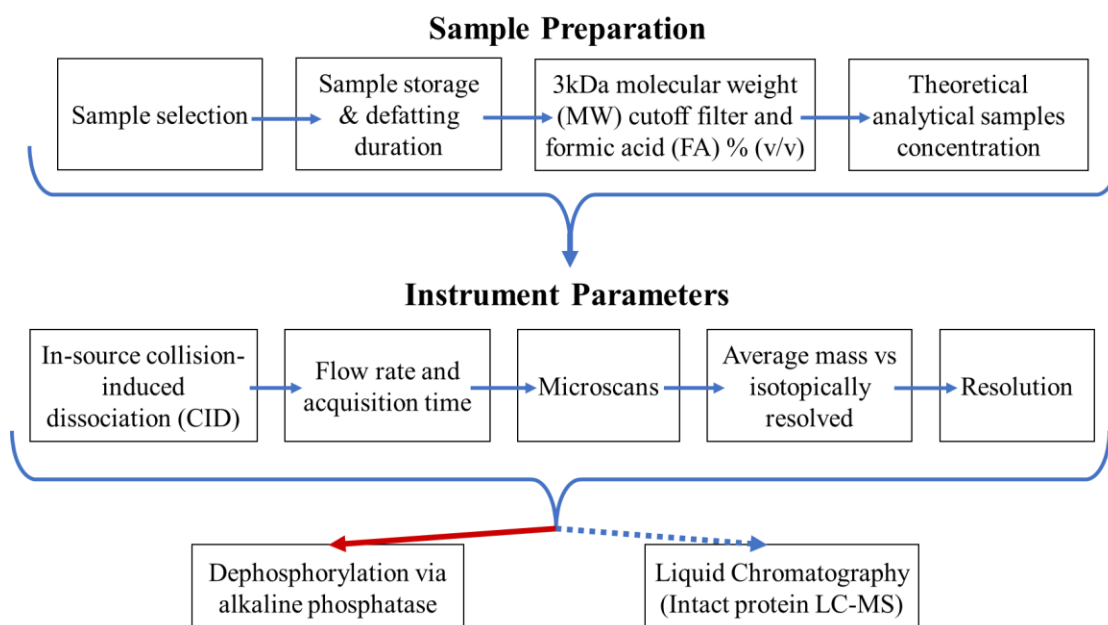 Sample Preparation
Sample selection
Sample storage
& defatting
duration
3kDa molecular weight
(MW) cutoff filter and
formic acid (FA) % (v/v)
Theoretical
analytical samples
concentration
Instrument Parameters
In-source collision-
induced
dissociation (CID)
Flow rate and
acquisition time
Microscans
Average mass vs
isotopically
resolved
Resolution
Dephosphorylation via
alkaline phosphatase
Liquid Chromatography
(Intact protein LC-MS)